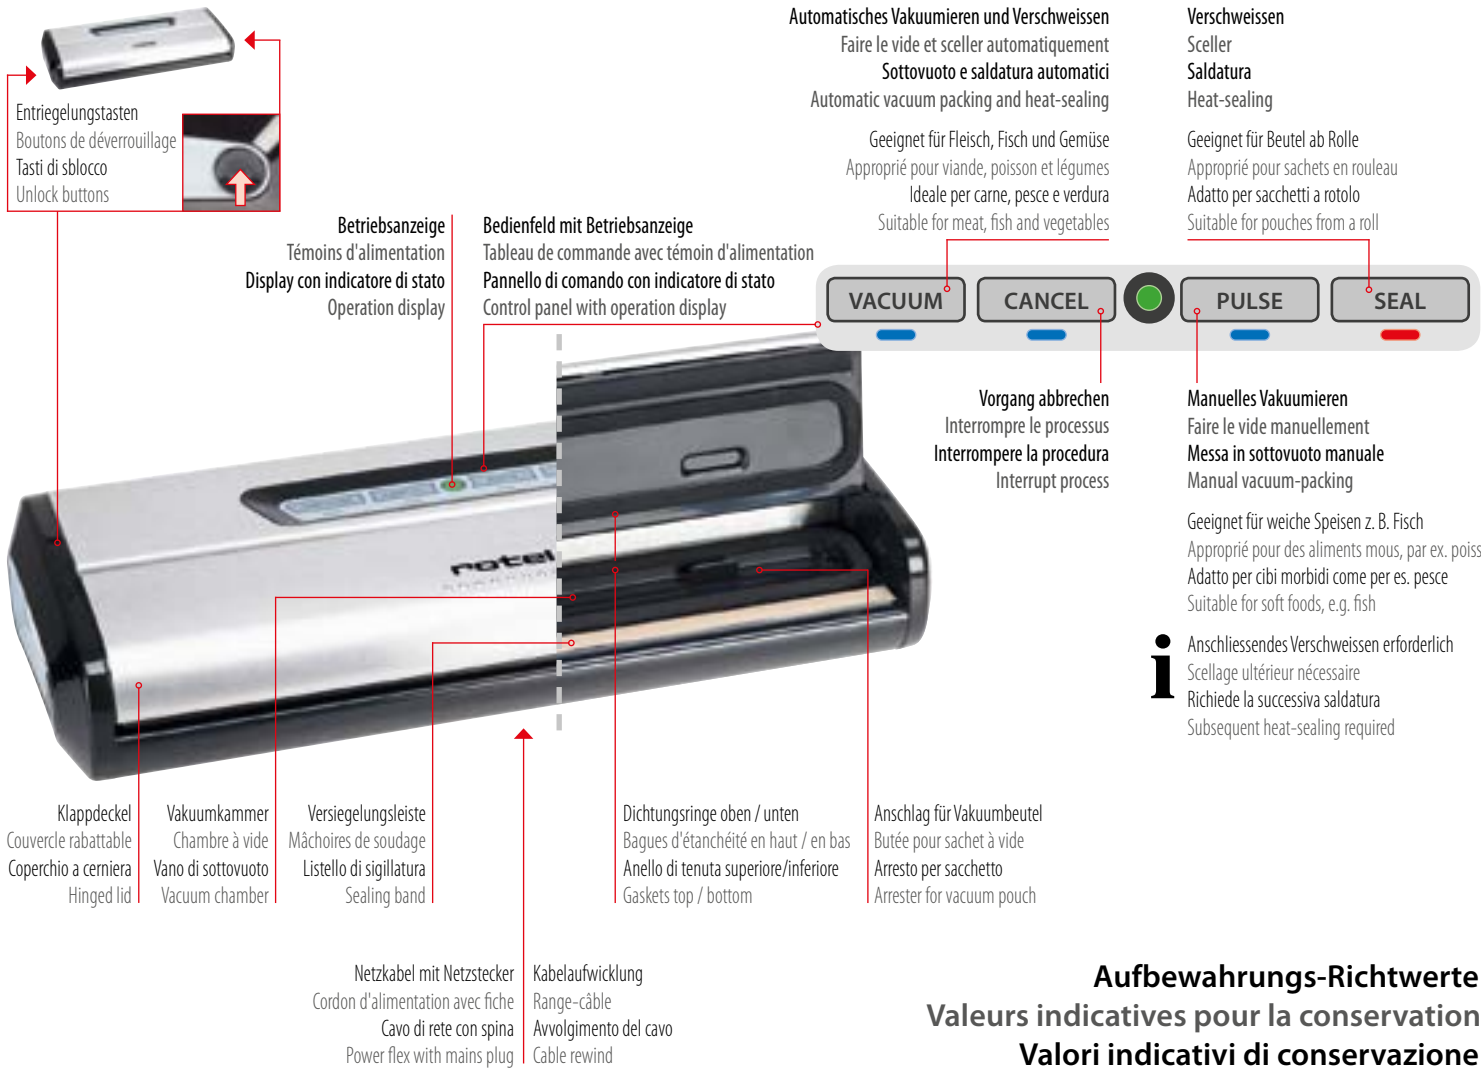 Entriegelungstasten
Boutons de déverrouillage
Tasti di sblocco
Unlock buttons
Automatisches Vakuumieren und Verschweissen
Faire le vide et sceller automatiquement
Sottovuoto e saldatura automatici
Automatic vacuum packing and heat-sealing
Geeignet für Fleisch, Fisch und Gemüse
Approprié pour viande, poisson et légumes
Ideale per carne, pesce e verdura
Suitable for meat, fish and vegetables
Verschweissen
Sceller
Saldatura
Heat-sealing
Geeignet für Beutel ab Rolle
Approprié pour sachets en rouleau
Adatto per sacchetti a rotolo
Suitable for pouches from a roll
Betriebsanzeige
Témoins d'alimentation
Display con indicatore di stato
Operation display
Bedienfeld mit Betriebsanzeige
Tableau de commande avec témoin d'alimentation
Pannello di comando con indicatore di stato
Control panel with operation display
VACUUM CANCEL PULSE SEAL
Vorgang abbrechen
Interrompre le processus
Interrompere la procedura
Interrupt process
Manuelles Vakuumieren
Faire le vide manuellement
Messa in sottovuoto manuale
Manual vacuum-packing
Geeignet für weiche Speisen z. B. Fisch
Approprié pour des aliments mous, par ex. poiss
Adatto per cibi morbidi come per es. pesce
Suitable for soft foods, e.g. fish
i
Anschliessendes Verschweissen erforderlich
Scellage ultérieur nécessaire
Richiede la successiva saldatura
Subsequent heat-sealing required
rotel
Klappdeckel
Couvercle rabattable
Coperchio a cerniera
Hinged lid
Vakuumkammer
Chambre à vide
Vano di sottovuoto
Vacuum chamber
Versiegelungsleiste
Mâchoires de soudage
Listello di sigillatura
Sealing band
Dichtungsringe oben / unten
Bagues d'étanchéité en haut / en bas
Anello di tenuta superiore/inferiore
Gaskets top / bottom
Anschlag für Vakuumbeutel
Butée pour sachet à vide
Arresto per sacchetto
Arrester for vacuum pouch
Netzkabel mit Netzstecker
Cordon d'alimentation avec fiche
Cavo di rete con spina
Power flex with mains plug
Kabelaufwicklung
Range-câble
Avvolgimento del cavo
Cable rewind
Aufbewahrungs-Richtwerte
Valeurs indicatives pour la conservation
Valori indicativi di conservazione